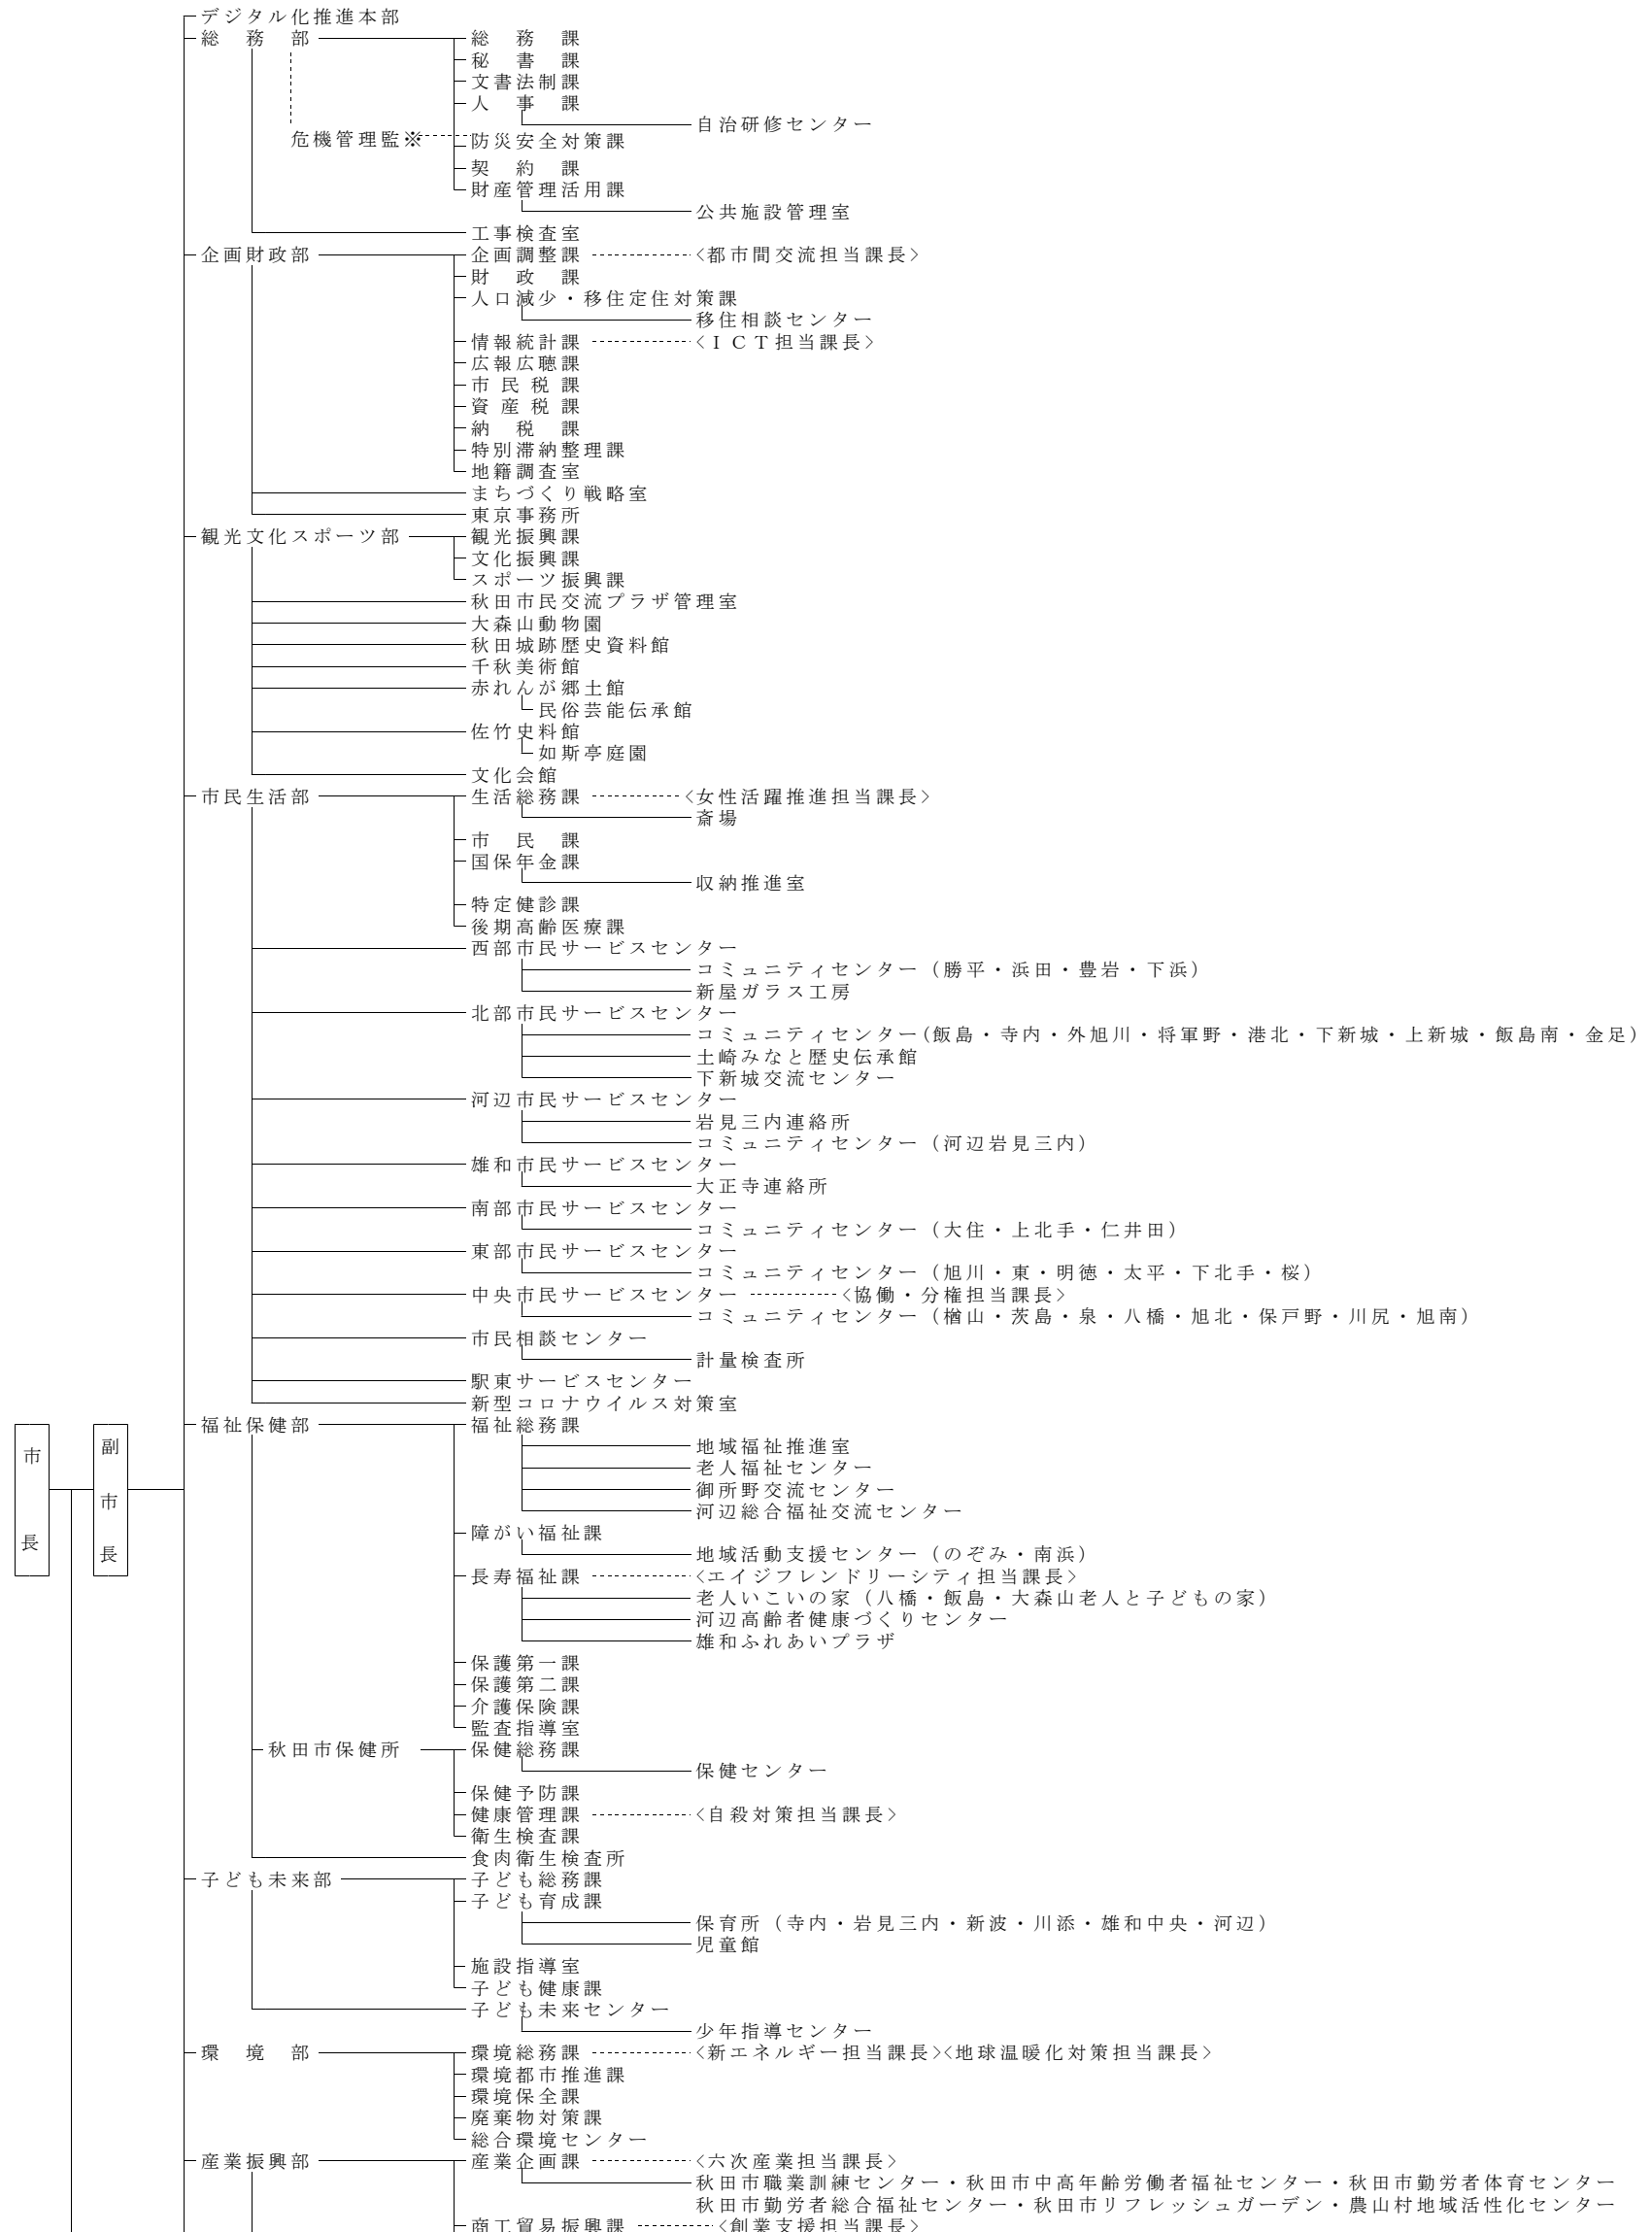 デジタル化推進本部
総　務　部　総　務　課
秘　書　課
文書法制課
人　事　課
自治研修センター
危機管理監※　防災安全対策課
契　約　課
財産管理活用課
公共施設管理室
工事検査室
企画財政部　企画調整課　〈都市間交流担当課長〉
財　政　課
人口減少・移住定住対策課
移住相談センター
情報統計課　〈ＩＣＴ担当課長〉
広報広聴課
市 民 税 課
資 産 税 課
納　税　課
特別滞納整理課
地籍調査室
まちづくり戦略室
東京事務所
観光文化スポーツ部　観光振興課
文化振興課
スポーツ振興課
秋田市民交流プラザ管理室
大森山動物園
秋田城跡歴史資料館
千秋美術館
赤れんが郷土館
民俗芸能伝承館
佐竹史料館
如斯亭庭園
文化会館
市民生活部　生活総務課　〈女性活躍推進担当課長〉
斎場
市　民　課
国保年金課
収納推進室
特定健診課
後期高齢医療課
西部市民サービスセンター
コミュニティセンター（勝平・浜田・豊岩・下浜）
新屋ガラス工房
北部市民サービスセンター
コミュニティセンター(飯島・寺内・外旭川・将軍野・港北・下新城・上新城・飯島南・金足)
土崎みなと歴史伝承館
下新城交流センター
河辺市民サービスセンター
岩見三内連絡所
コミュニティセンター（河辺岩見三内）
雄和市民サービスセンター
大正寺連絡所
南部市民サービスセンター
コミュニティセンター（大住・上北手・仁井田）
東部市民サービスセンター
コミュニティセンター（旭川・東・明徳・太平・下北手・桜）
中央市民サービスセンター　〈協働・分権担当課長〉
コミュニティセンター（楢山・茨島・泉・八橋・旭北・保戸野・川尻・旭南）
市民相談センター
計量検査所
駅東サービスセンター
新型コロナウイルス対策室
市長
副市長
福祉保健部　福祉総務課
地域福祉推進室
老人福祉センター
御所野交流センター
河辺総合福祉交流センター
障がい福祉課
地域活動支援センター（のぞみ・南浜）
長寿福祉課　〈エイジフレンドリーシティ担当課長〉
老人いこいの家（八橋・飯島・大森山老人と子どもの家）
河辺高齢者健康づくりセンター
雄和ふれあいプラザ
保護第一課
保護第二課
介護保険課
監査指導室
秋田市保健所　保健総務課
保健センター
保健予防課
健康管理課　〈自殺対策担当課長〉
衛生検査課
食肉衛生検査所
子ども未来部　子ども総務課
子ども育成課
保育所（寺内・岩見三内・新波・川添・雄和中央・河辺）
児童館
施設指導室
子ども健康課
子ども未来センター
少年指導センター
環　境　部　環境総務課　〈新エネルギー担当課長〉〈地球温暖化対策担当課長〉
環境都市推進課
環境保全課
廃棄物対策課
総合環境センター
産業振興部　産業企画課　〈六次産業担当課長〉
秋田市職業訓練センター・秋田市中高年齢労働者福祉センター・秋田市勤労者体育センター
秋田市勤労者総合福祉センター・秋田市リフレッシュガーデン・農山村地域活性化センター
商工貿易振興課　〈創業支援担当課長〉